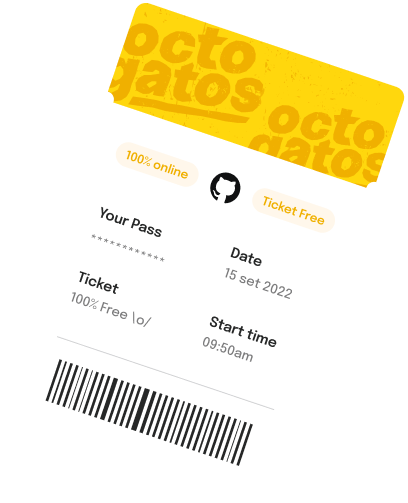 octo
gatos
octo
gatos
100% online
Ticket Free
Your Pass
***********
Date
15 set 2022
Ticket
100% Free \o/
Start time
09:50am